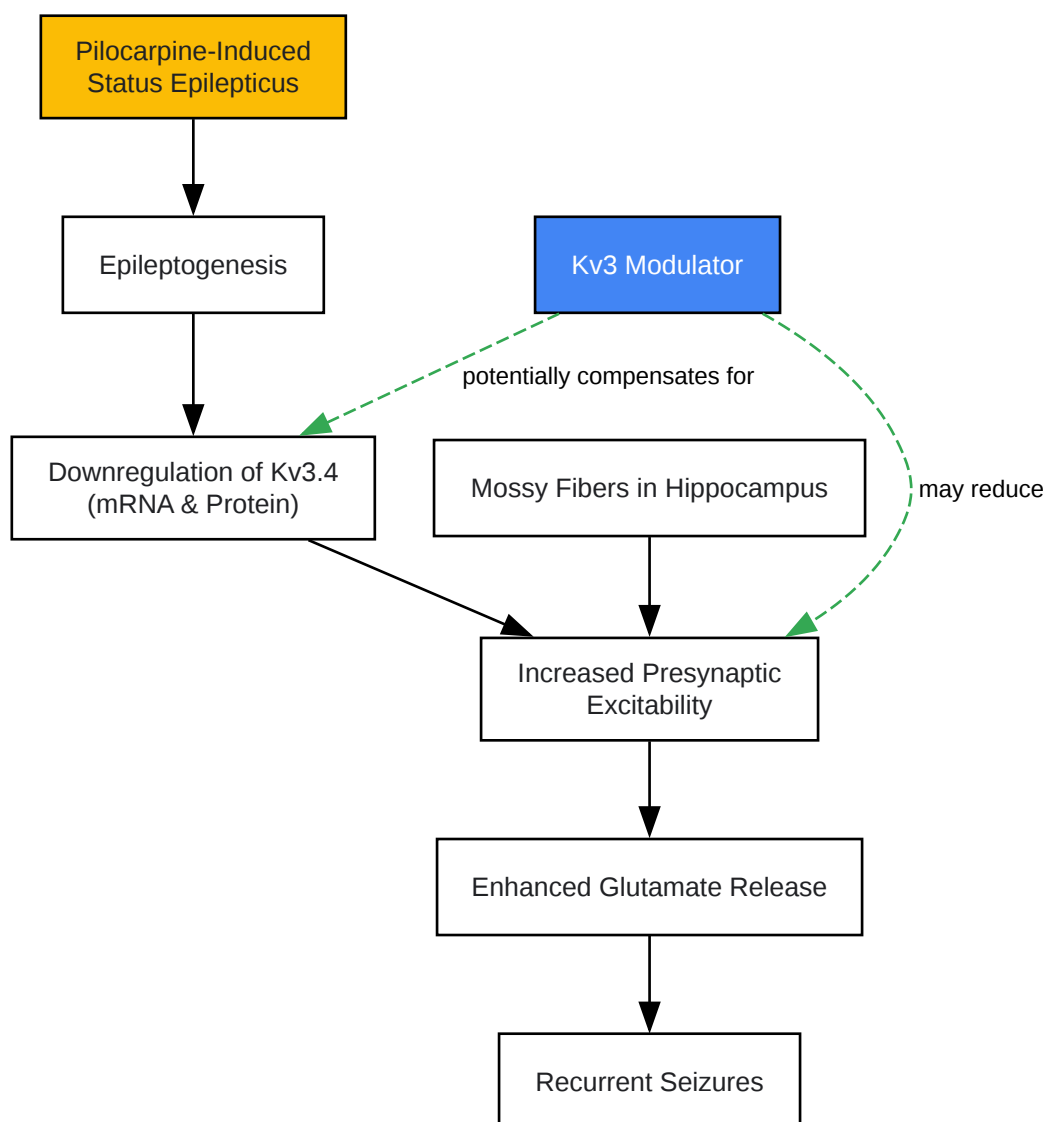 Pilocarpine-Induced
Status Epilepticus
Epileptogenesis
Kv3 Modulator
potentially compensates for
Downregulation of Kv3.4
(mRNA & Protein)
Mossy Fibers in Hippocampus
may reduce
Increased Presynaptic
Excitability
Enhanced Glutamate Release
Recurrent Seizures